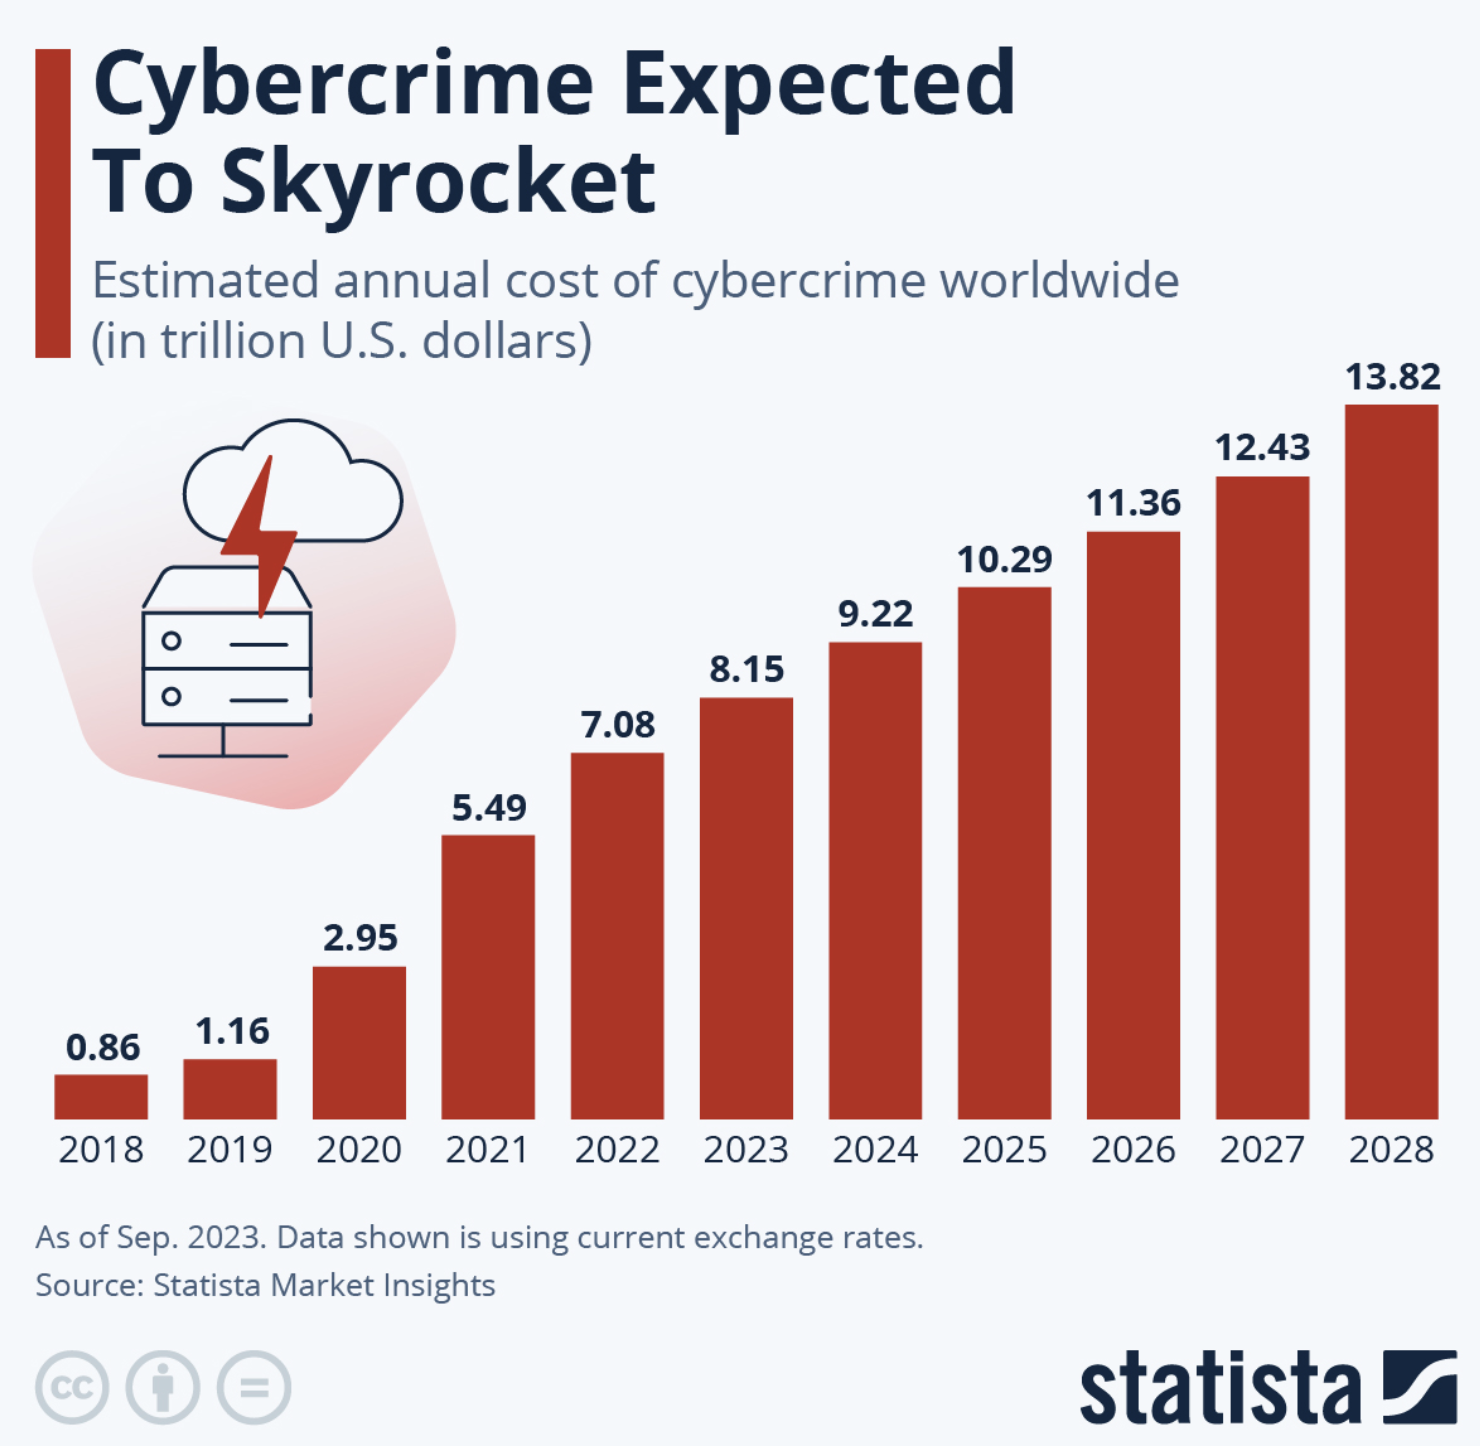 Cybercrime Expected
To Skyrocket
Estimated annual cost of cybercrime worldwide
(in trillion U.S. dollars)
0.86
1.16
2.95
5.49
7.08
8.15
9.22
10.29
11.36
12.43
13.82
2018 2019 2020 2021 2022 2023 2024 2025 2026 2027 2028
As of Sep. 2023. Data shown is using current exchange rates.
Source: Statista Market Insights
cc
=
statista